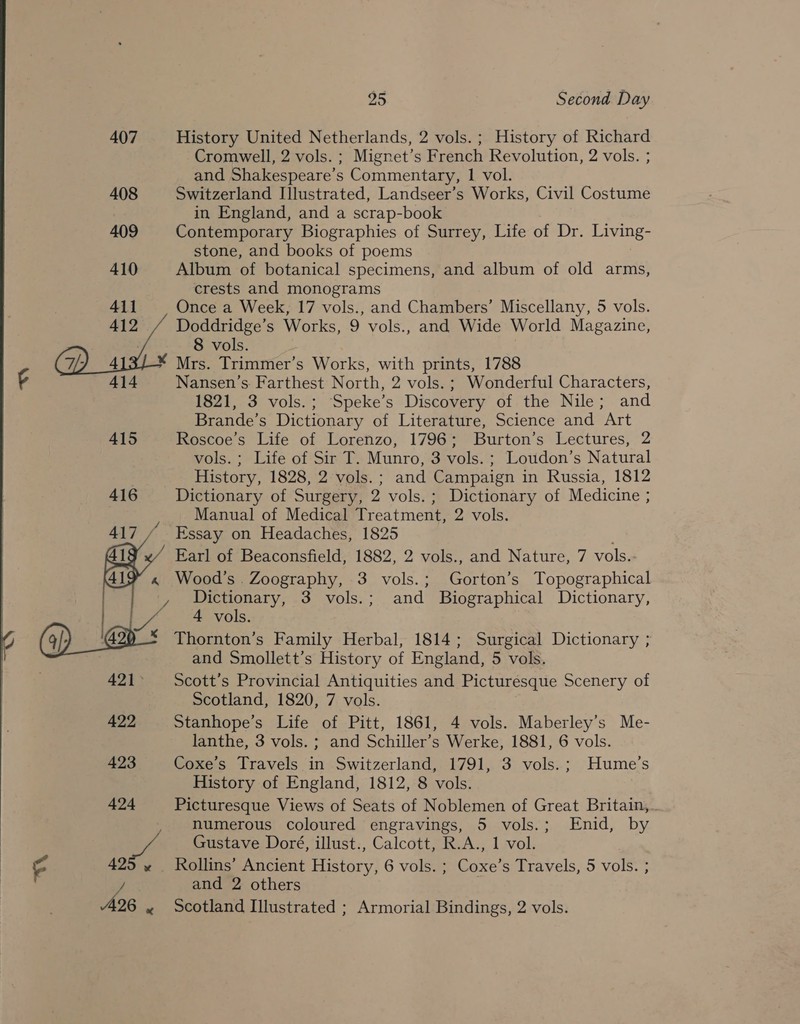 25 Second Day
407 History United Netherlands, 2 vols. ; History of Richard
Cromwell, 2 vols. ; Mignet's French Revolution, 2 vols. ;
and Shakespeare's Commentary, 1 vol.
408 Switzerland Illustrated, Landseer's Works, Civil Costume
in England, and a scrap-book
409 Contemporary Biographies of Surrey, Life of Dr. Living-
stone, and books of poems
410 Album of botanical specimens, and album of old arms,
crests and monograms
411 Once a Week, 17 vols., and Chambers' Miscellany, 5 vols.
412 Doddridge's Works, 9 vols., and Wide World Magazine,
8 vols.
7/- 413 Mrs. Trimmer's Works, with prints, 1788
414 Nansen's Farthest North, 2 vols. ; Wonderful Characters,
1821, 3 vols. ; Speke's Discovery of the Nile ; and
Brande's Dictionary of Literature, Science and Art
415 Roscoe's Life of Lorenzo, 1796 ; Burton's Lectures, 2
vols. ; Life of Sir T. Munro, 3 vols. ; Loudon's Natural
History, 1828, 2 vols. ; and Campaign in Russia, 1812
416 Dictionary of Surgery, 2 vols. ; Dictionary of Medicine ;
Manual of Medical Treatment, 2 vols.
417 Essay on Headaches, 1825
418 Earl of Beaconsfield, 1882, 2 vols., and Nature, 7 vols.
419 Wood's Zoography, 3 vols. ; Gorton's Topographical
Dictionary, 3 vols. ; and Biographical Dictionary,
4 vols.
9/- 420 Thornton's Family Herbal, 1814 ; Surgical Dictionary ;
and Smollett's History of England, 5 vols.
421 Scott's Provincial Antiquities and Picturesque Scenery of
Scotland, 1820, 7 vols.
422 Stanhope's Life of Pitt, 1861, 4 vols. Maberley's Me-
lanthe, 3 vols. ; and Schiller's Werke, 1881, 6 vols.
423 Coxe's Travels in Switzerland, 1791, 3 vols. ; Hume's
History of England, 1812, 8 vols.
424 Picturesque Views of Seats of Noblemen of Great Britain,
numerous coloured engravings, 5 vols. ; Enid, by
Gustave Doré, illust., Calcott, R.A., 1 vol.
425 Rollins' Ancient History, 6 vols. ; Coxe's Travels, 5 vols. ;
and 2 others
426 Scotland Illustrated ; Armorial Bindings, 2 vols.